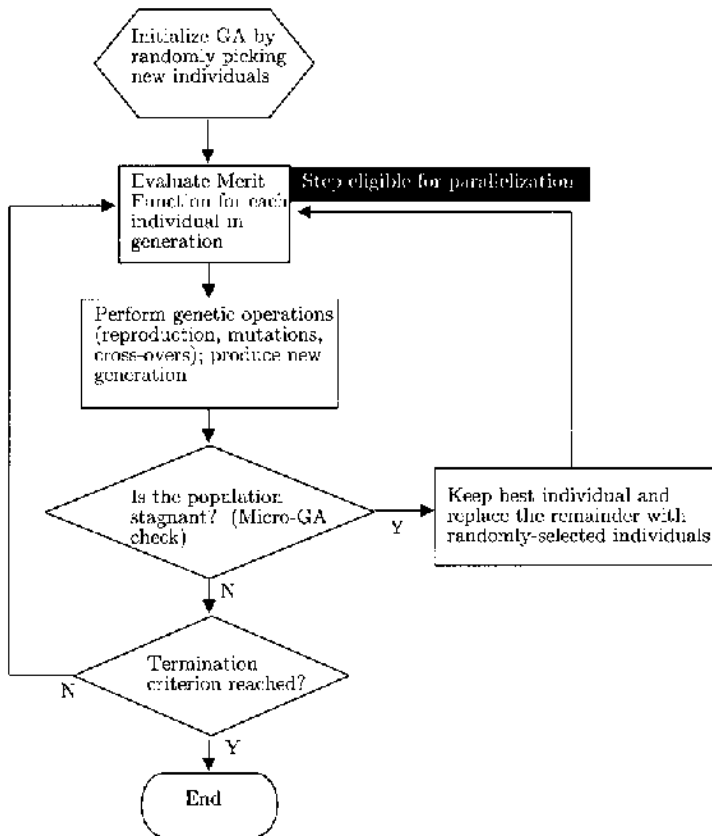 Initialize GA by
randomly picking
new individuals
Evaluate Merit
Function for each
individual in
generation
Step eligible for parallelization
Perform genetic operations
(reproduction, mutations,
cross-overs); produce new
generation
Is the population
stagnant? (Micro-GA
check)
Y
Keep best individual and
replace the remainder with
randomly-selected individuals
N
Termination
criterion reached?
N
Y
End